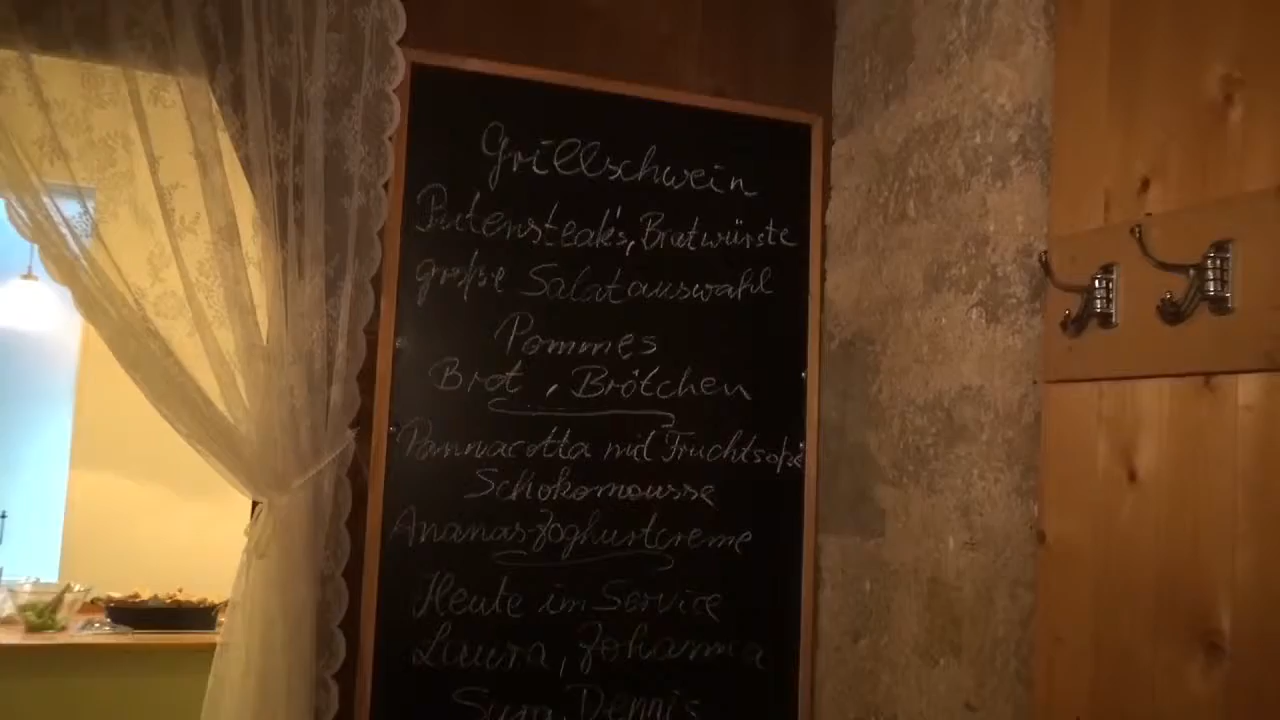 Grillschwein
Putensteak's, Bratwürste
große Salatauswahl
Pommes
Brot, Brötchen
Pannacotta mit Fruchtsoße
Schokomousse
Ananas-Joghurtcreme
Heute im Service
Laura, Johanna
Dennis